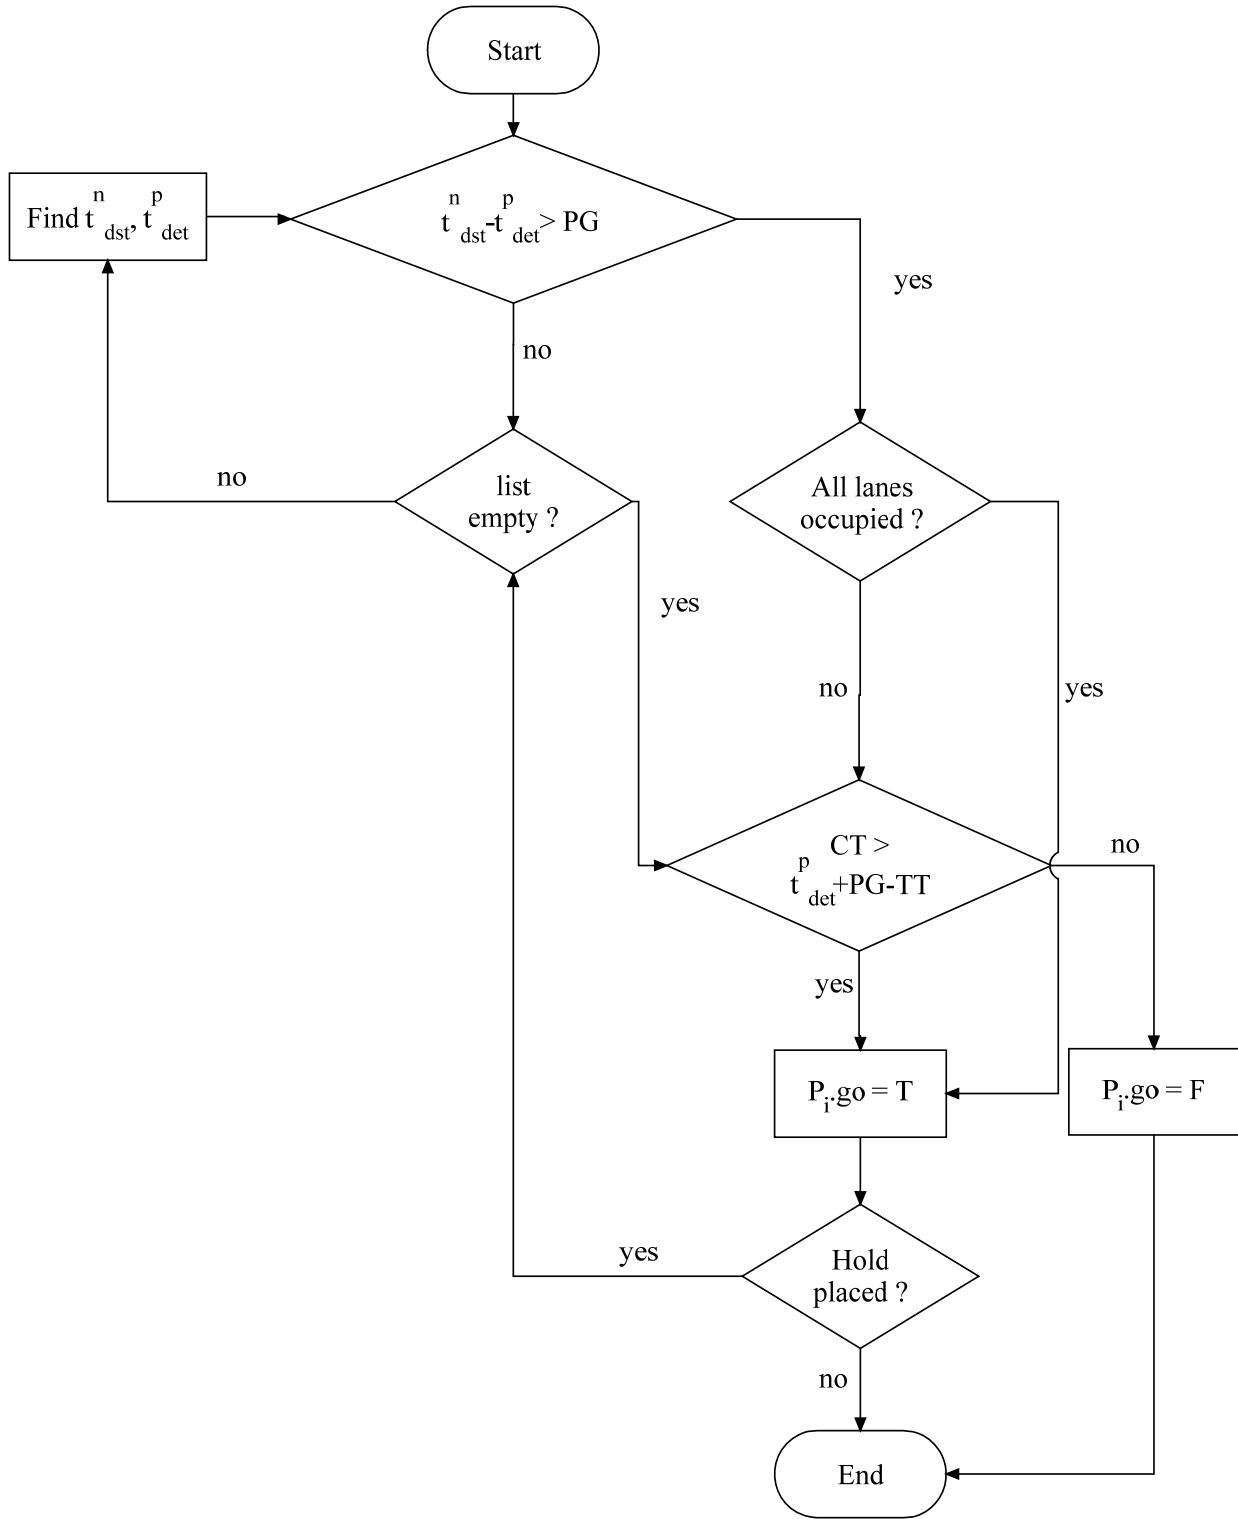 Start
Find t^n_dst, t^p_det
t^n_dst-t^p_det> PG
yes
no
no
list
empty ?
All lanes
occupied ?
yes
no
yes
CT >
t^p_det+PG-TT
no
yes
P_i.go = T
P_i.go = F
yes
Hold
placed ?
no
End